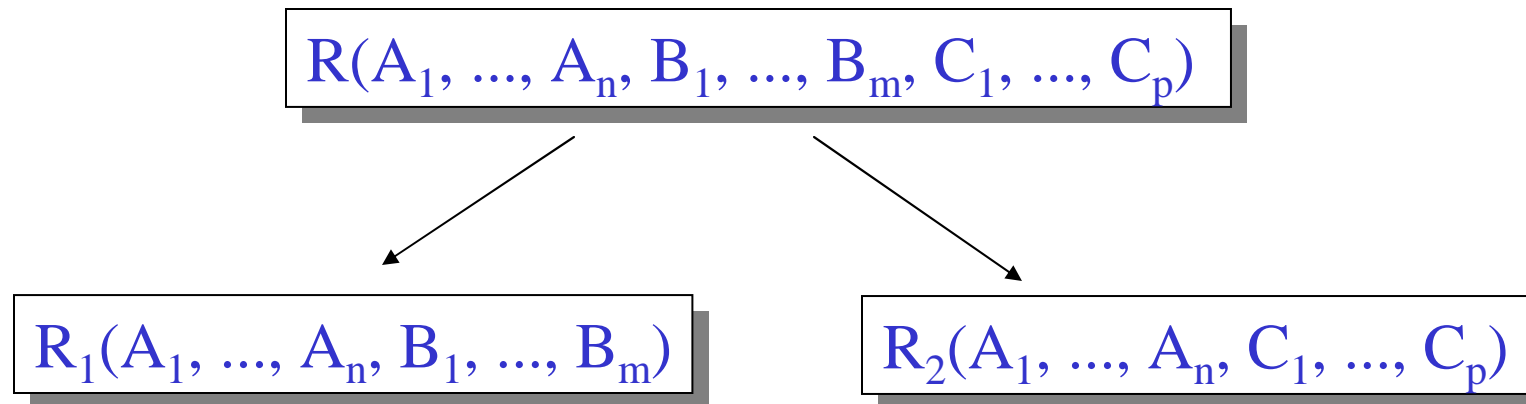 R(A₁, ..., Aₙ, B₁, ..., Bₘ, C₁, ..., Cₚ)
R₁(A₁, ..., Aₙ, B₁, ..., Bₘ)
R₂(A₁, ..., Aₙ, C₁, ..., Cₚ)